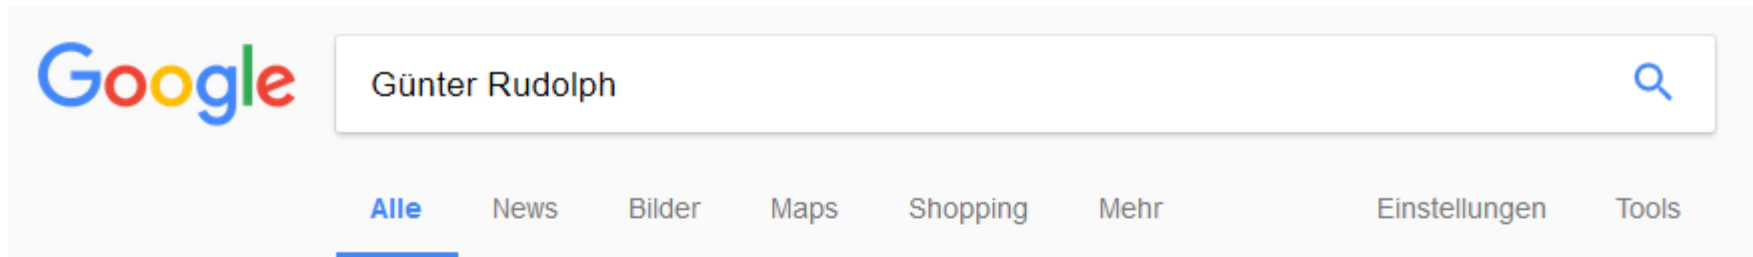 Google Günter Rudolph
Alle News Bilder Maps Shopping Mehr Einstellungen Tools